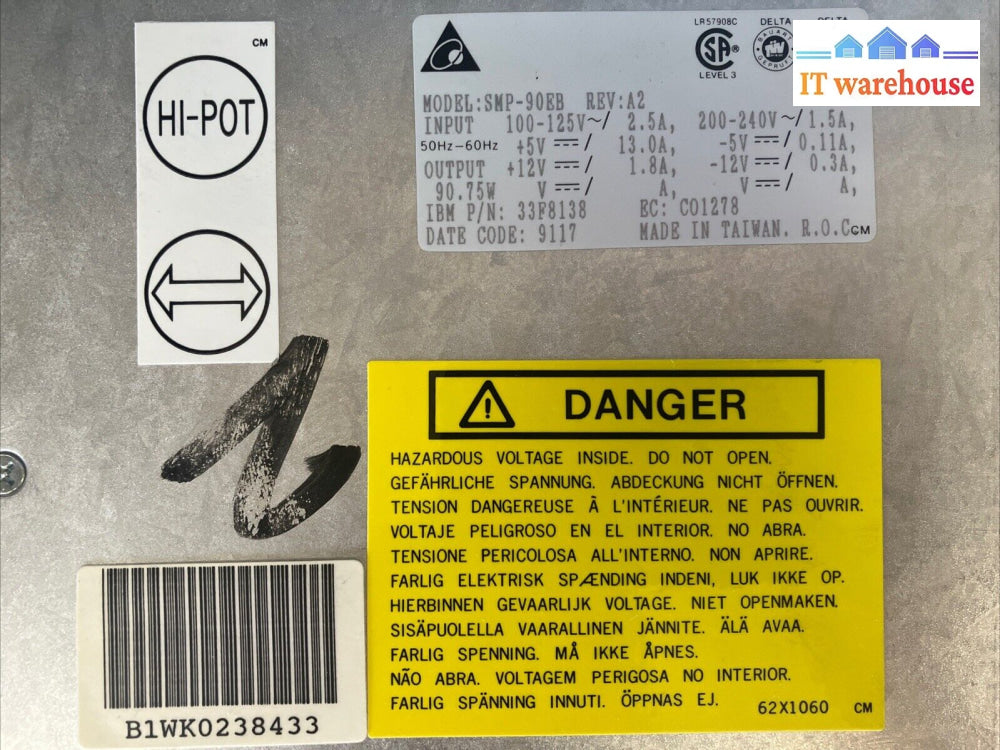 CM
HI-POT
LR57908C DELTA DELTA
SA®
LEVEL 3
BAUART
GEPRÜFT
IT warehouse
MODEL:SMP-90EB REV:A2
INPUT 100-125V~/ 2.5A, 200-240V~/ 1.5A,
50Hz-60Hz +5V ⎓/ 13.0A, -5V ⎓/ 0.11A,
OUTPUT +12V ⎓/ 1.8A, -12V ⎓/ 0.3A,
90.75W V ⎓/ A, V ⎓/ A,
IBM P/N: 33F8138 EC: C01278
DATE CODE: 9117 MADE IN TAIWAN. R.O.C CM
DANGER
HAZARDOUS VOLTAGE INSIDE. DO NOT OPEN.
GEFÄHRLICHE SPANNUNG. ABDECKUNG NICHT ÖFFNEN.
TENSION DANGEREUSE À L'INTÉRIEUR. NE PAS OUVRIR.
VOLTAJE PELIGROSO EN EL INTERIOR. NO ABRA.
TENSIONE PERICOLOSA ALL'INTERNO. NON APRIRE.
FARLIG ELEKTRISK SPÆNDING INDENI, LUK IKKE OP.
HIERBINNEN GEVAARLIJK VOLTAGE. NIET OPENMAKEN.
SISÄPUOLELLA VAARALLINEN JÄNNITE. ÄLÄ AVAA.
FARLIG SPENNING. MÅ IKKE ÅPNES.
NÃO ABRA. VOLTAGEM PERIGOSA NO INTERIOR.
FARLIG SPÄNNING INNUTI. ÖPPNAS EJ.
62X1060 CM
B1WK0238433